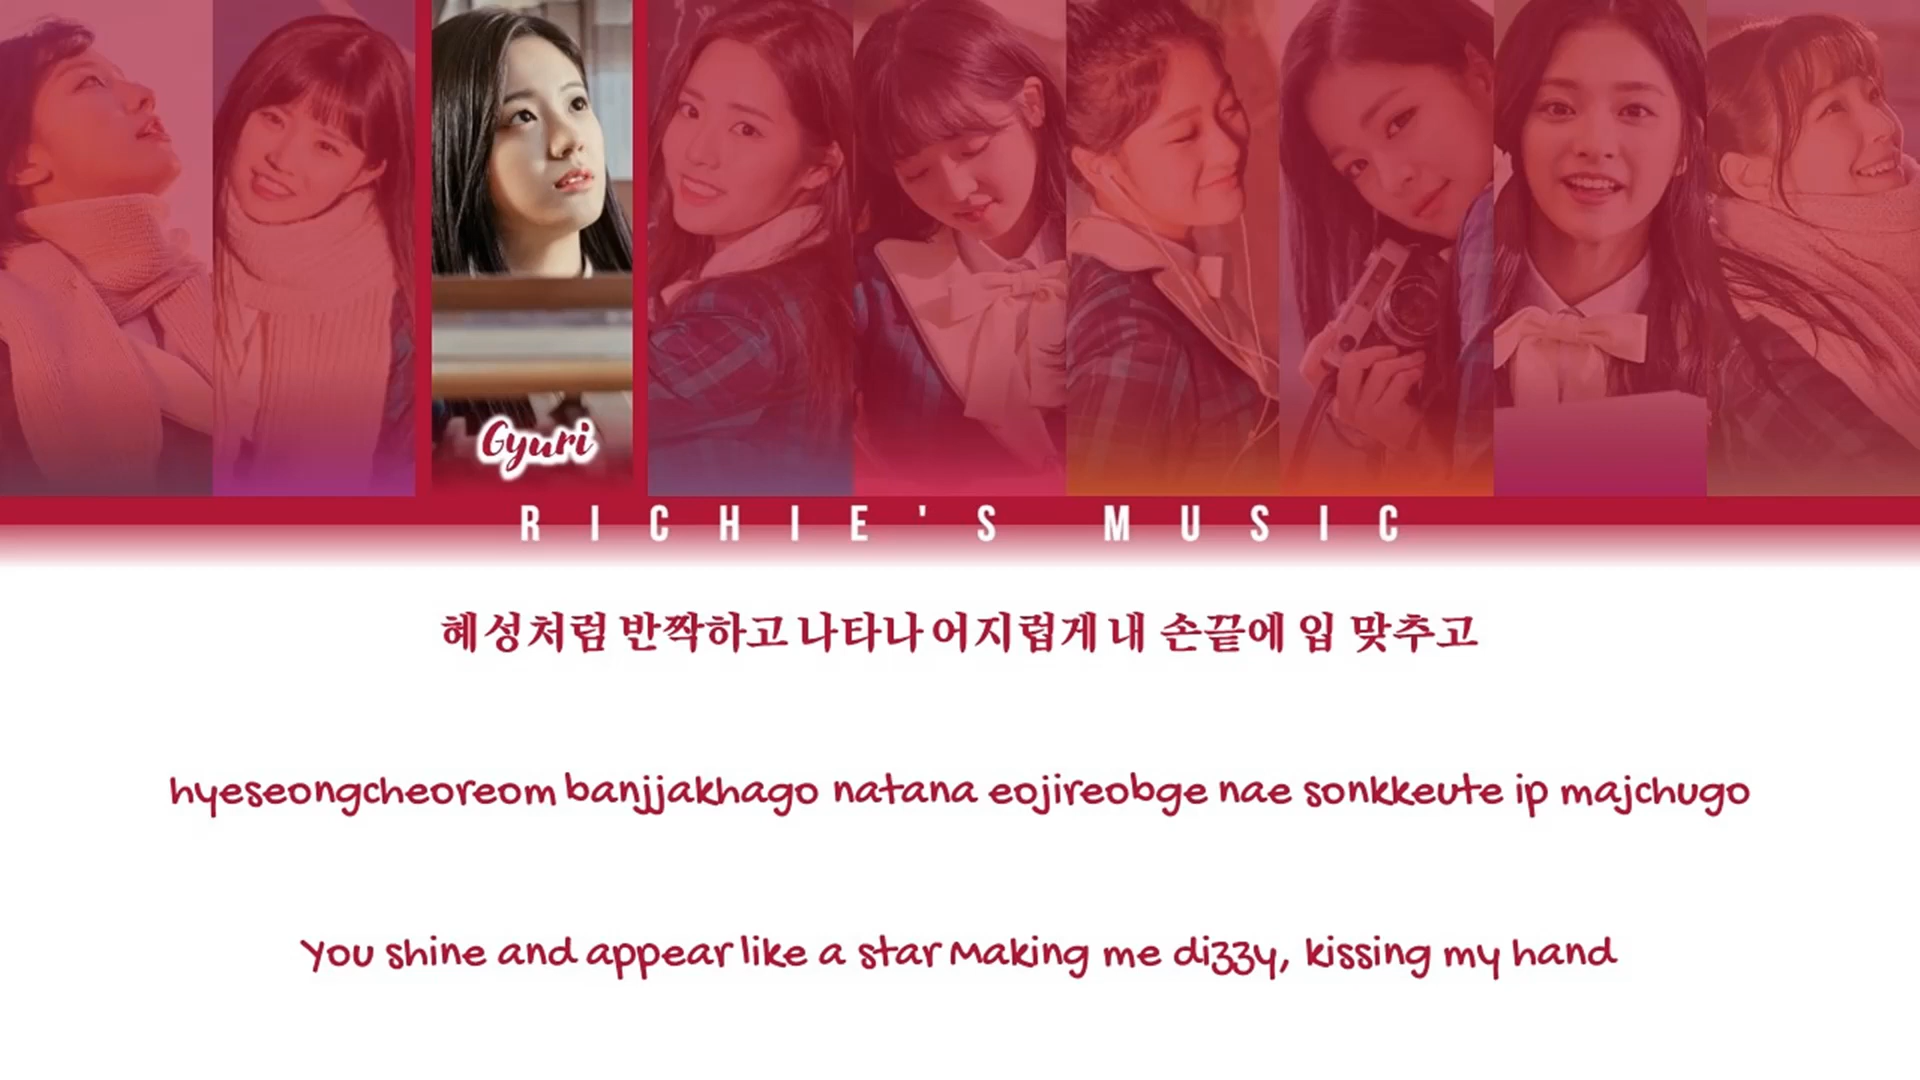 Gyuri
RICHIE'S MUSIC
혜성처럼 반짝하고 나타나 어지럽게 내 손끝에 입 맞추고
hyeseongcheoreom banjjakhago natana eojireobge nae sonkkeute ip majchugo
You shine and appear like a star Making me dizzy, kissing my hand